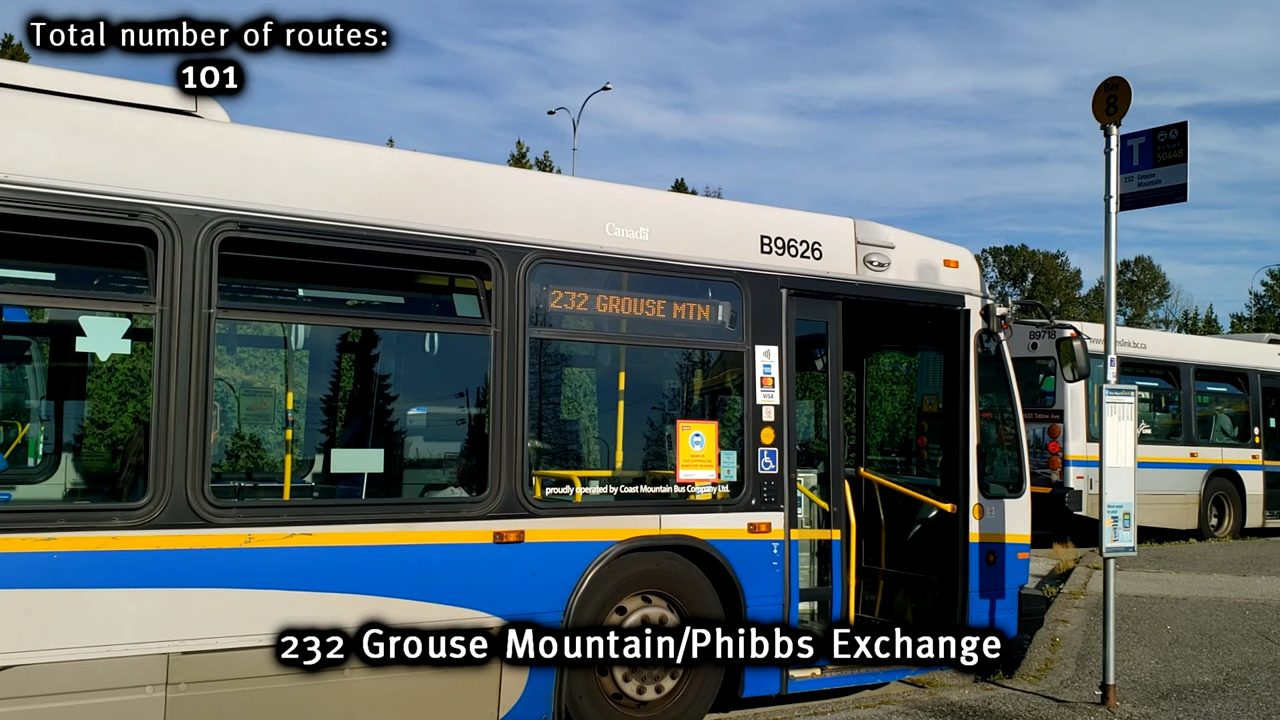 Total number of routes:
101
Canada
B9626
232 GROUSE MTN
VISA
proudly operated by Coast Mountain Bus Company Ltd.
Bay
8
T
50448
232 Grouse
Mountain
B9718
232 Grouse Mountain/Phibbs Exchange